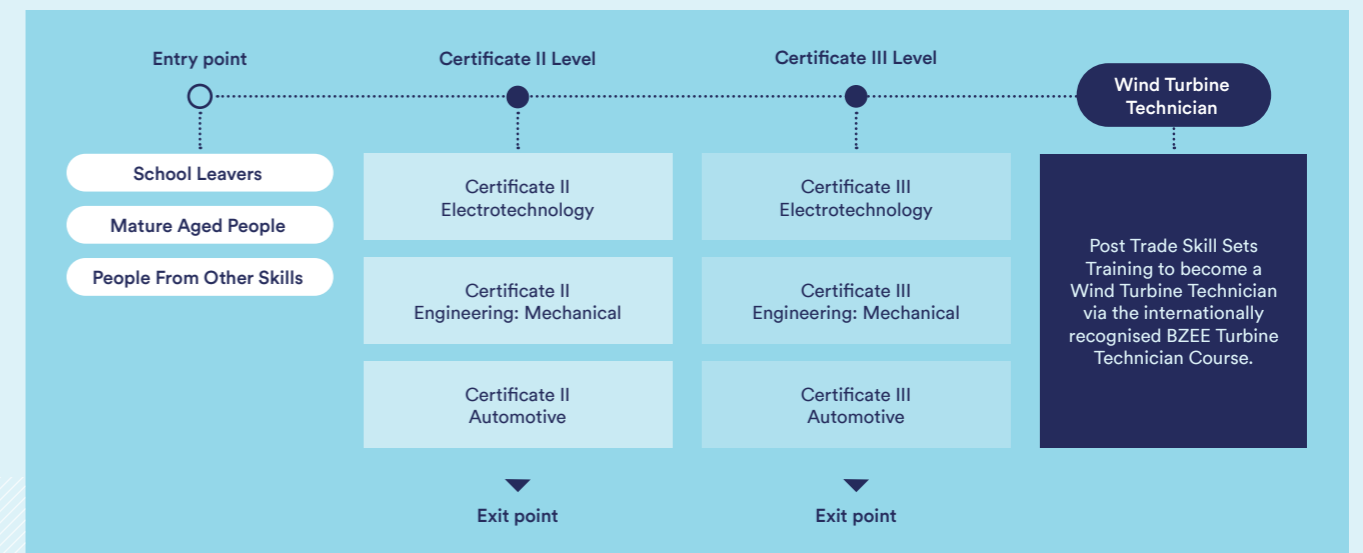 Entry point
Certificate II Level
Certificate III Level
Wind Turbine
Technician
School Leavers
Mature Aged People
People From Other Skills
Certificate II
Electrotechnology
Certificate II
Engineering: Mechanical
Certificate II
Automotive
Exit point
Certificate III
Electrotechnology
Certificate III
Engineering: Mechanical
Certificate III
Automotive
Exit point
Post Trade Skill Sets
Training to become a
Wind Turbine Technician
via the internationally
recognised BZEE Turbine
Technician Course.